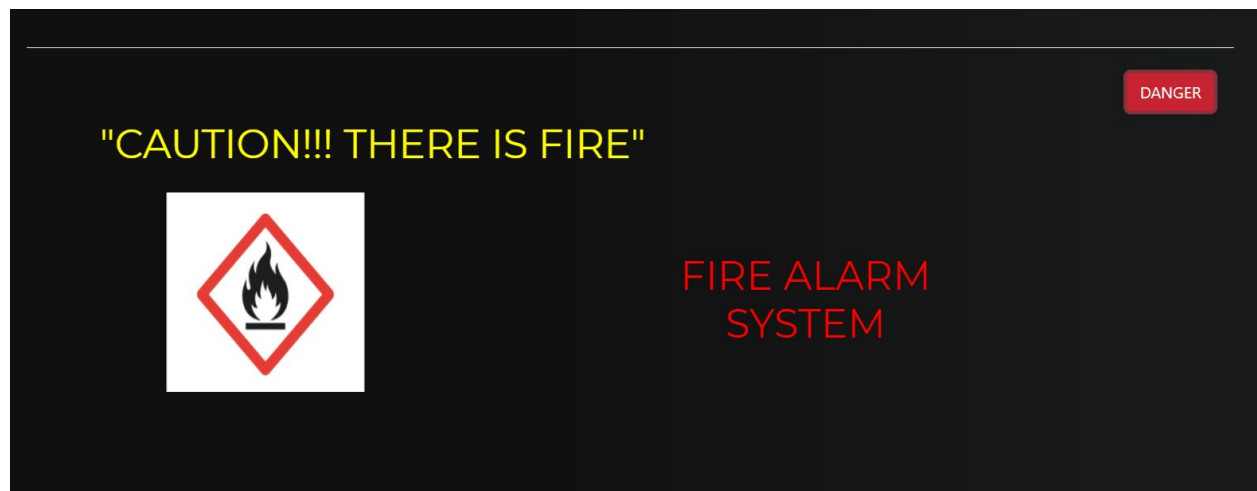 DANGER
"CAUTION!!! THERE IS FIRE"
FIRE ALARM
SYSTEM